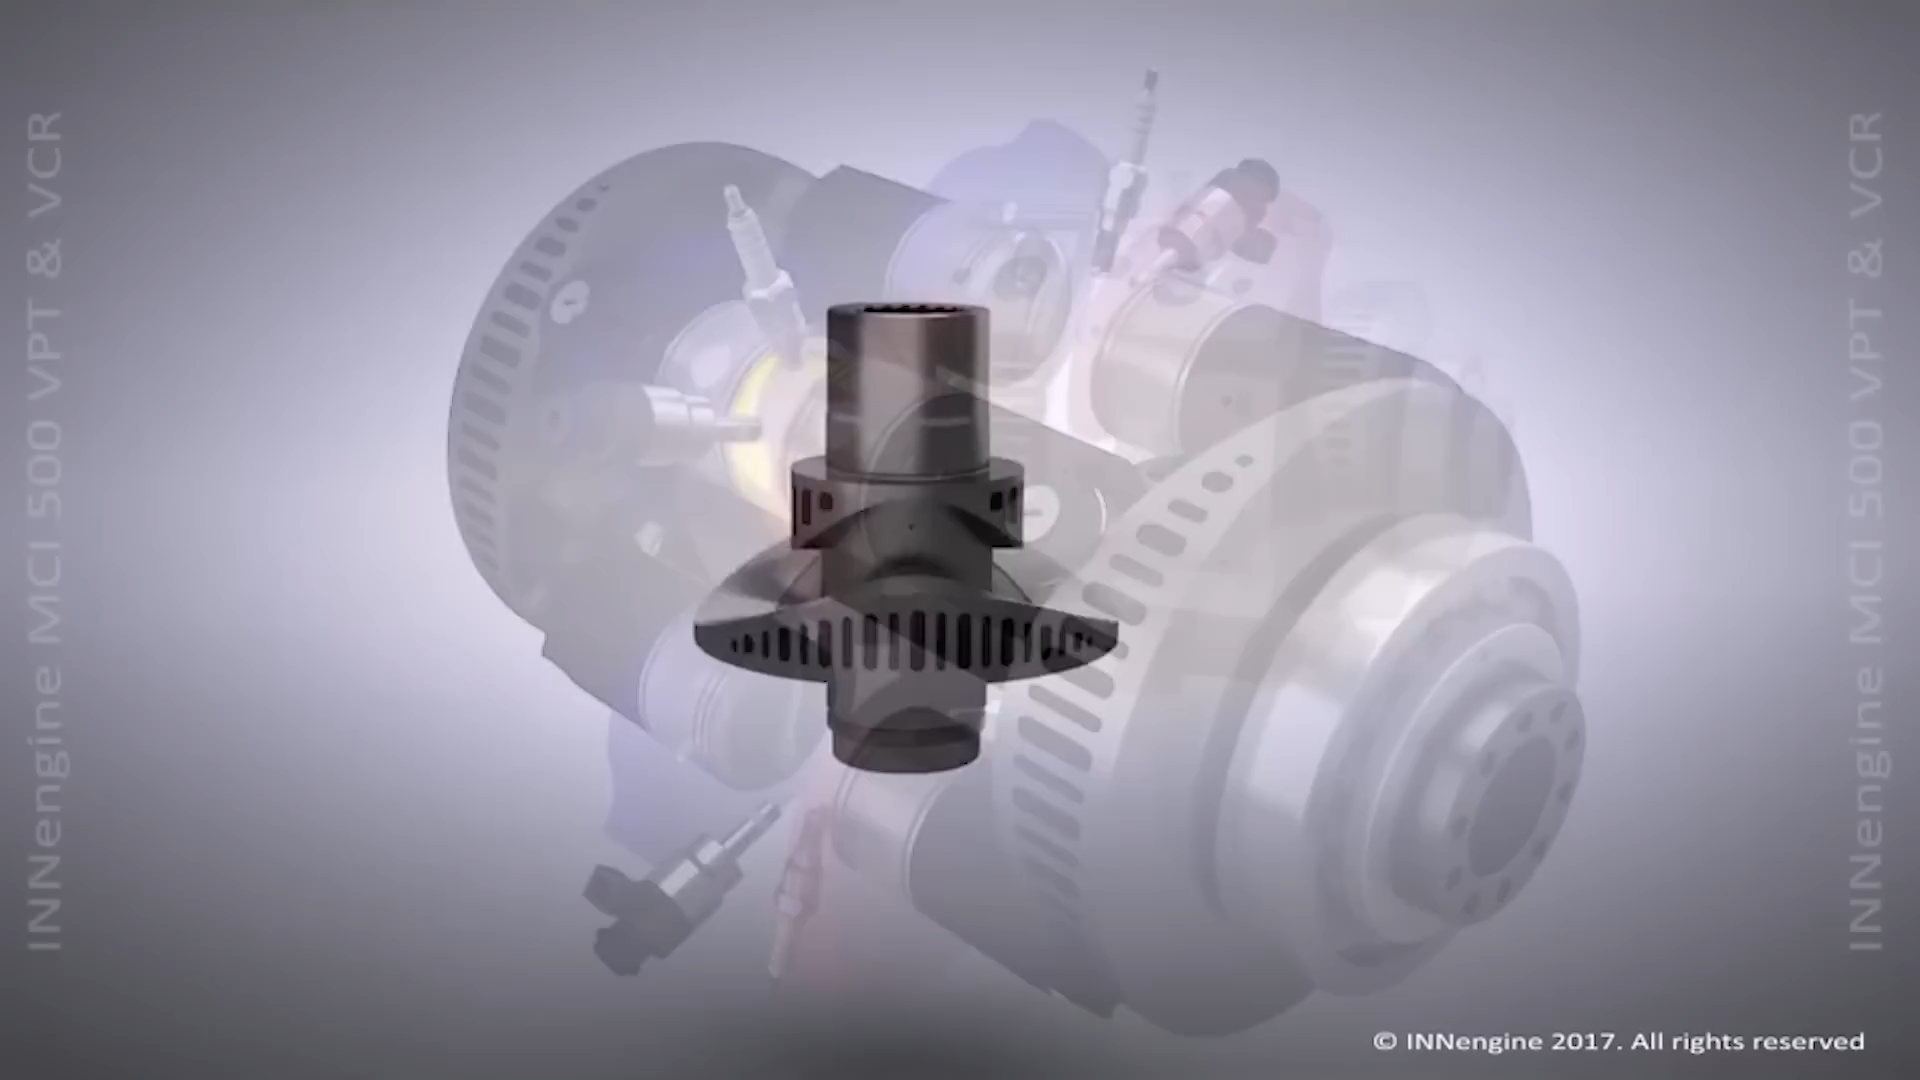 INNengine MCI 500 VPT & VCR
INNengine MCI 500 VPT & VCR
© INNengine 2017. All rights reserved